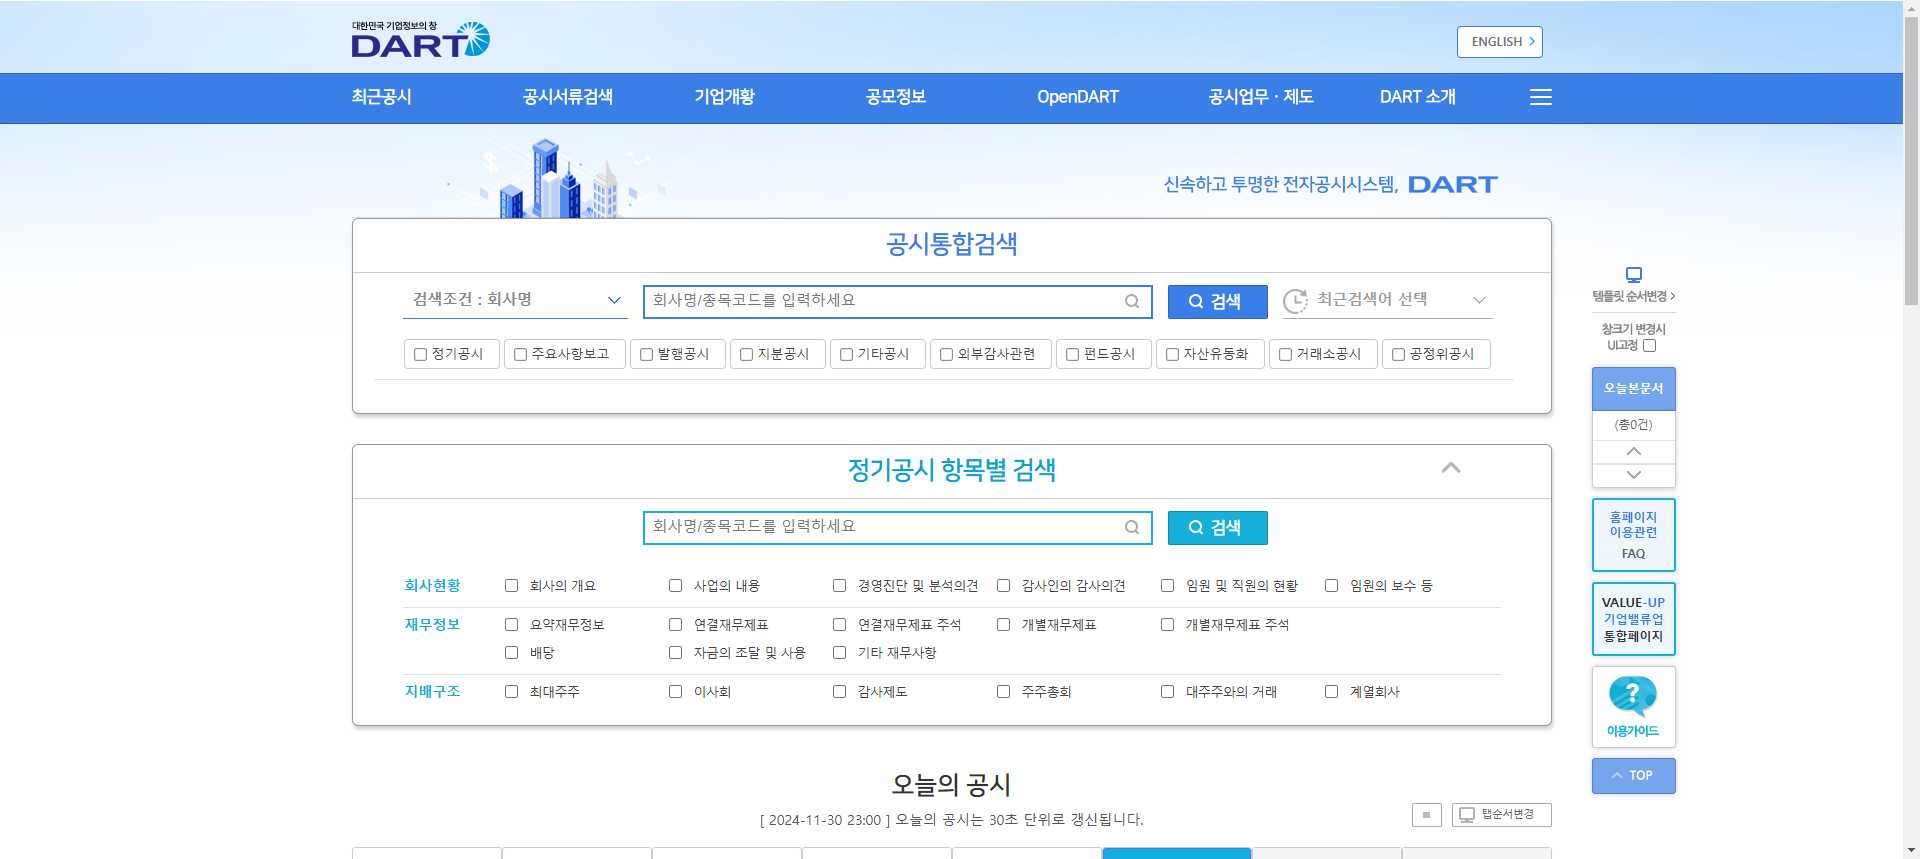 대한민국 기업정보의 창
DART
ENGLISH
최근공시 공시서류검색 기업개황 공모정보 OpenDART 공시업무 · 제도 DART 소개
신속하고 투명한 전자공시시스템, DART
공시통합검색
검색조건 : 회사명 회사명/종목코드를 입력하세요 검색 최근검색어 선택
정기공시 주요사항보고 발행공시 지분공시 기타공시 외부감사관련 펀드공시 자산유동화 거래소공시 공정위공시
정기공시 항목별 검색
회사명/종목코드를 입력하세요 검색
회사현황 회사의 개요 사업의 내용 경영진단 및 분석의견 감사인의 감사의견 임원 및 직원의 현황 임원의 보수 등
재무정보 요약재무정보 연결재무제표 연결재무제표 주석 개별재무제표 개별재무제표 주석
배당 자금의 조달 및 사용 기타 재무사항
지배구조 최대주주 이사회 감사제도 주주총회 대주주와의 거래 계열회사
오늘의 공시
[ 2024-11-30 23:00 ] 오늘의 공시는 30초 단위로 갱신됩니다.
탭순서변경
템플릿 순서변경
창크기 변경시
UI고정
오늘본문서
(총0건)
홈페이지
이용관련
FAQ
VALUE-UP
기업밸류업
통합페이지
?
이용가이드
TOP